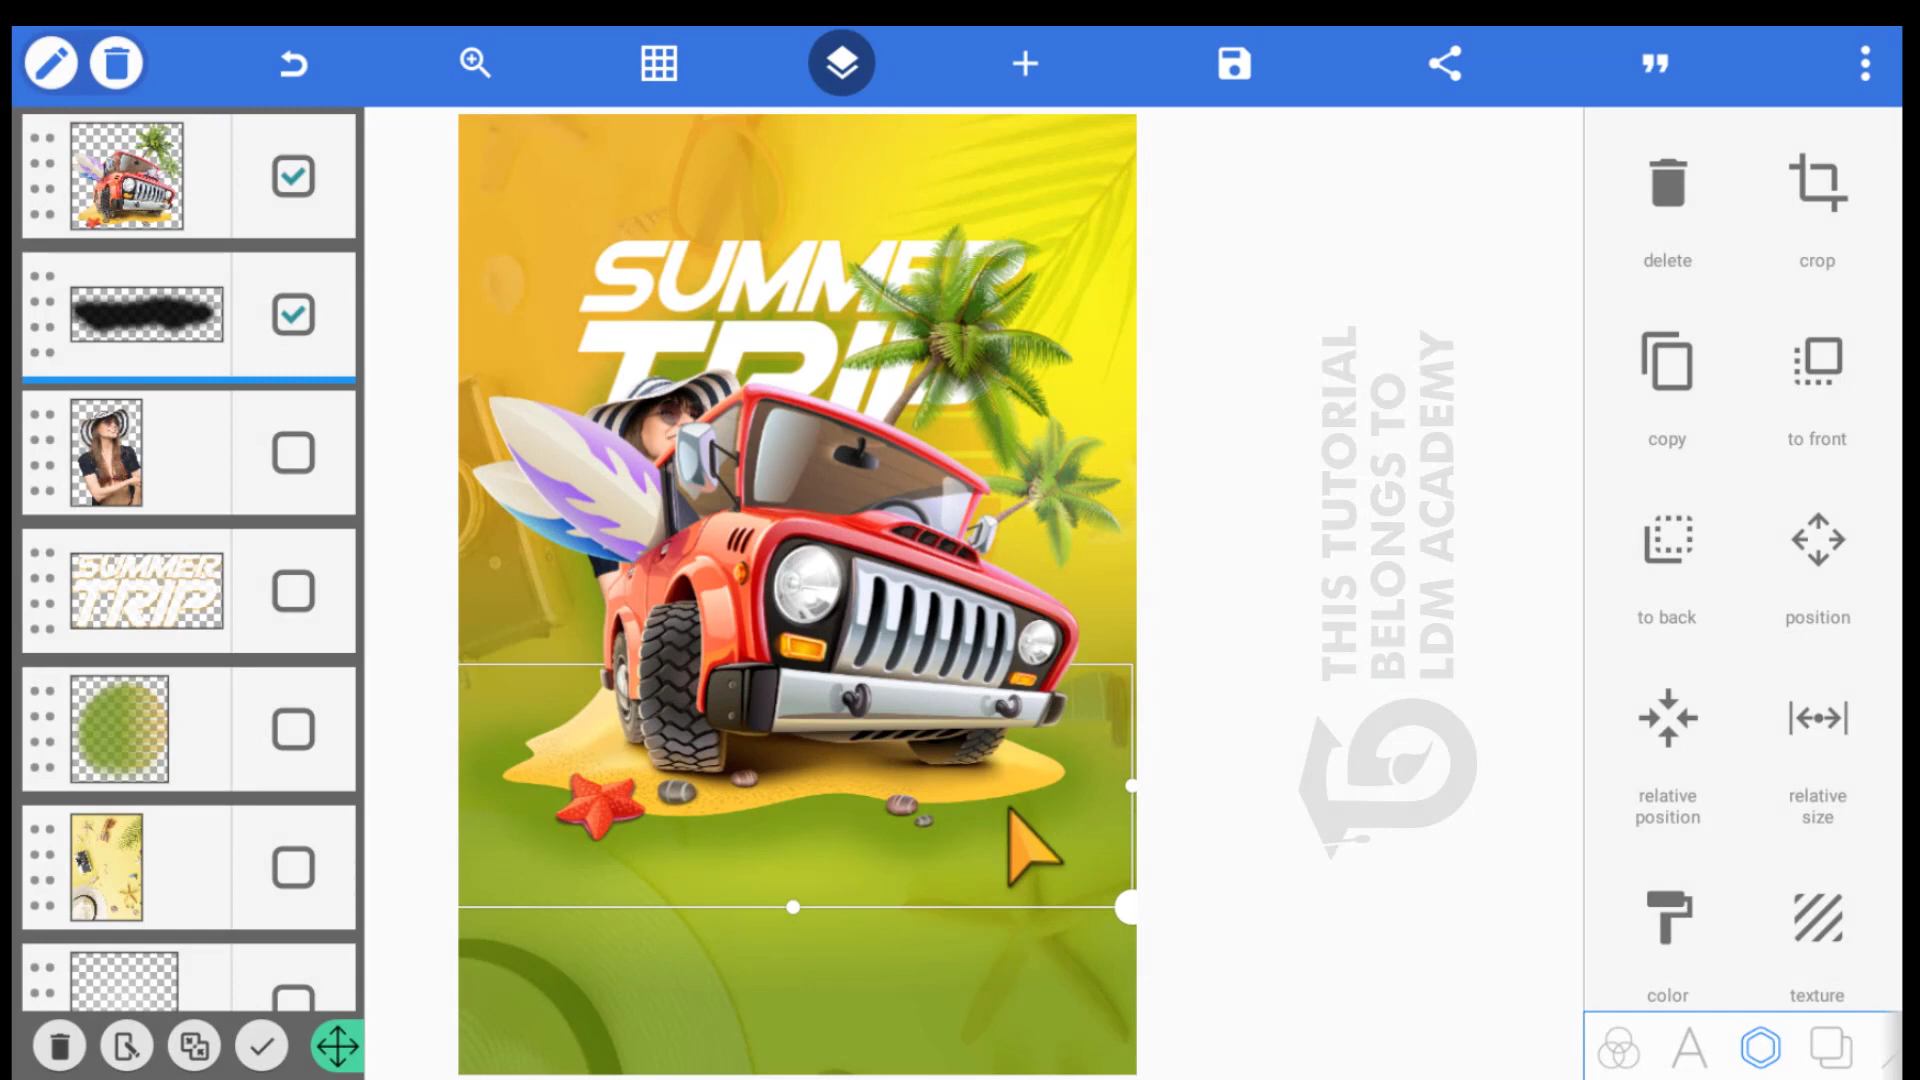 SUMME
TRIP
SUMMER
TRIP
THIS TUTORIAL
BELONGS TO
LDM ACADEMY
delete
crop
copy
to front
to back
position
relative
position
relative
size
color
texture